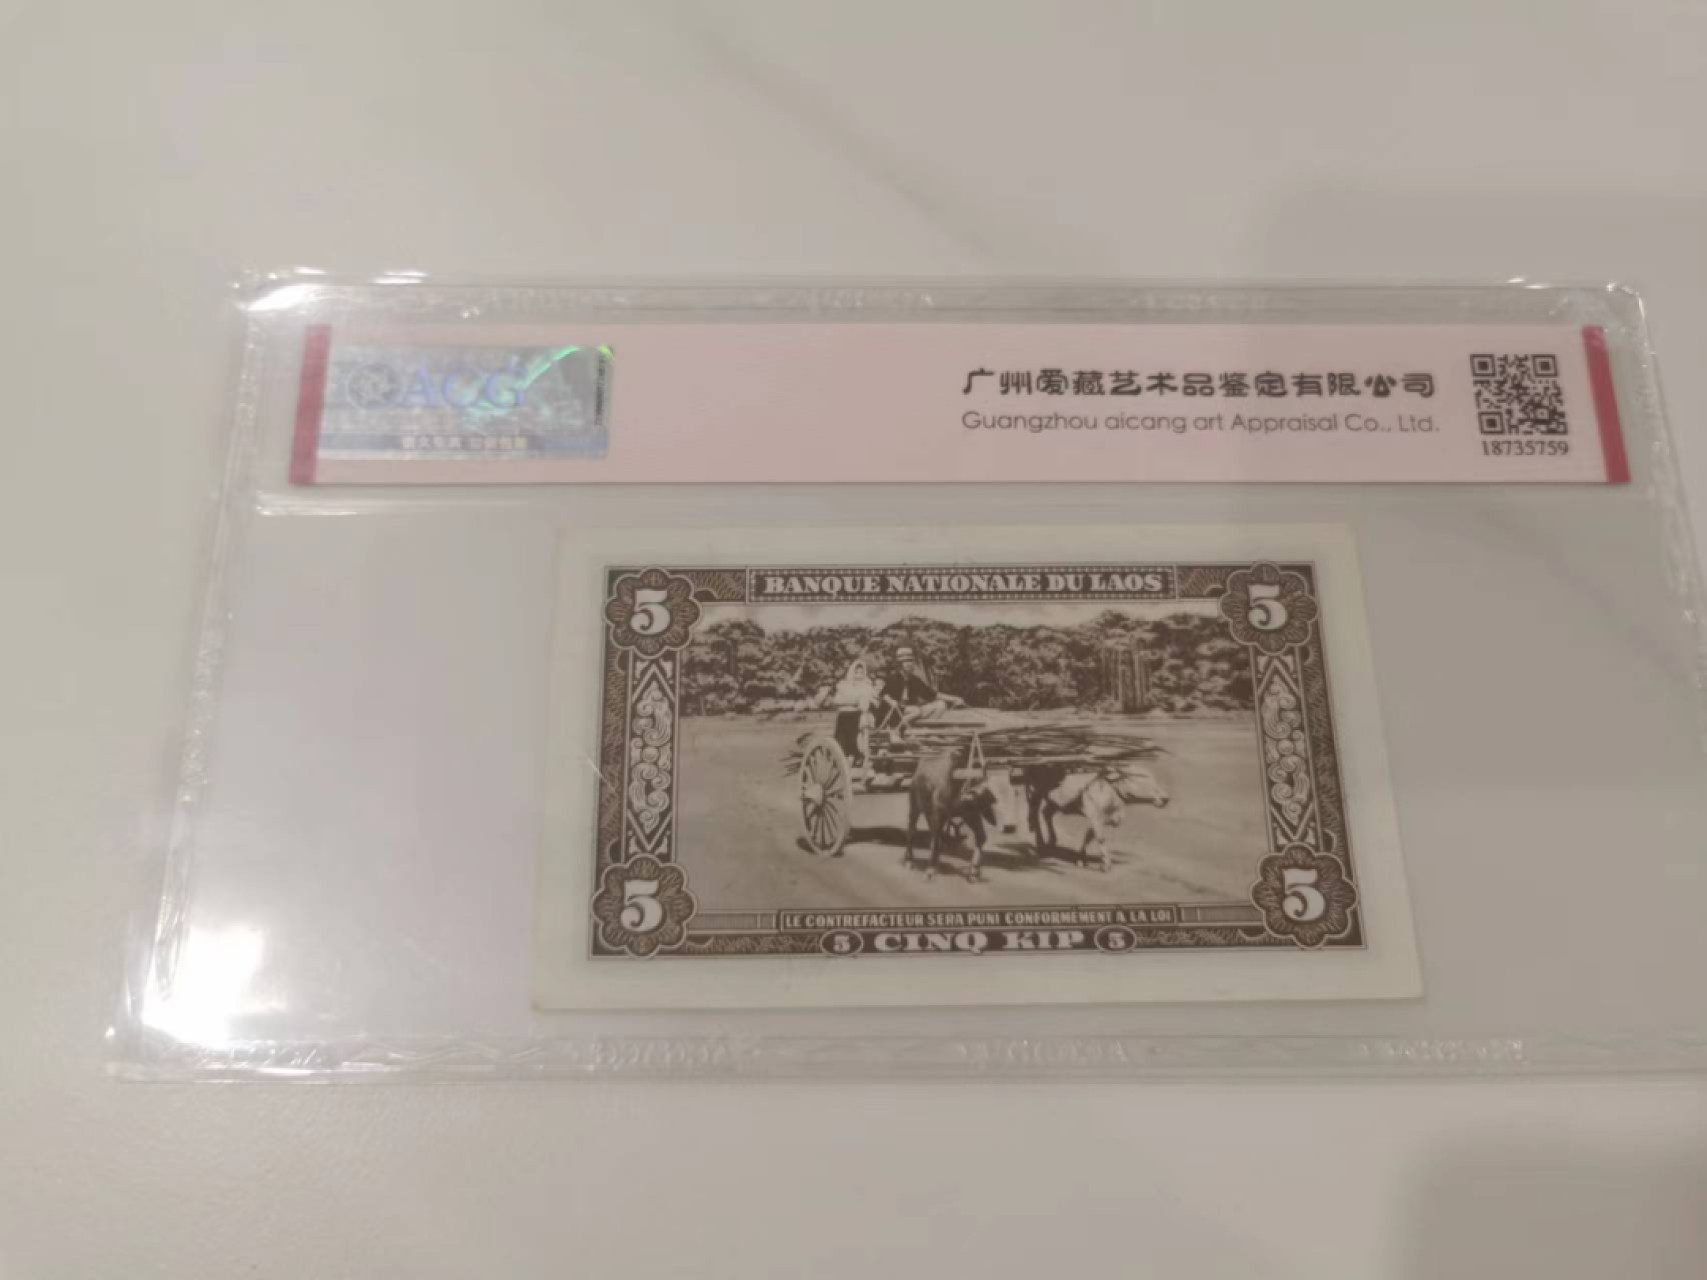 ACG
广州爱藏艺术品鉴定有限公司
Guangzhou aicang art Appraisal Co., Ltd.
18735759
5 BANQUE NATIONALE DU LAOS 5
5 5
LE CONTREFACTEUR SERA PUNI CONFORMÉMENT A LA LOI
5 CINQ KIP 5